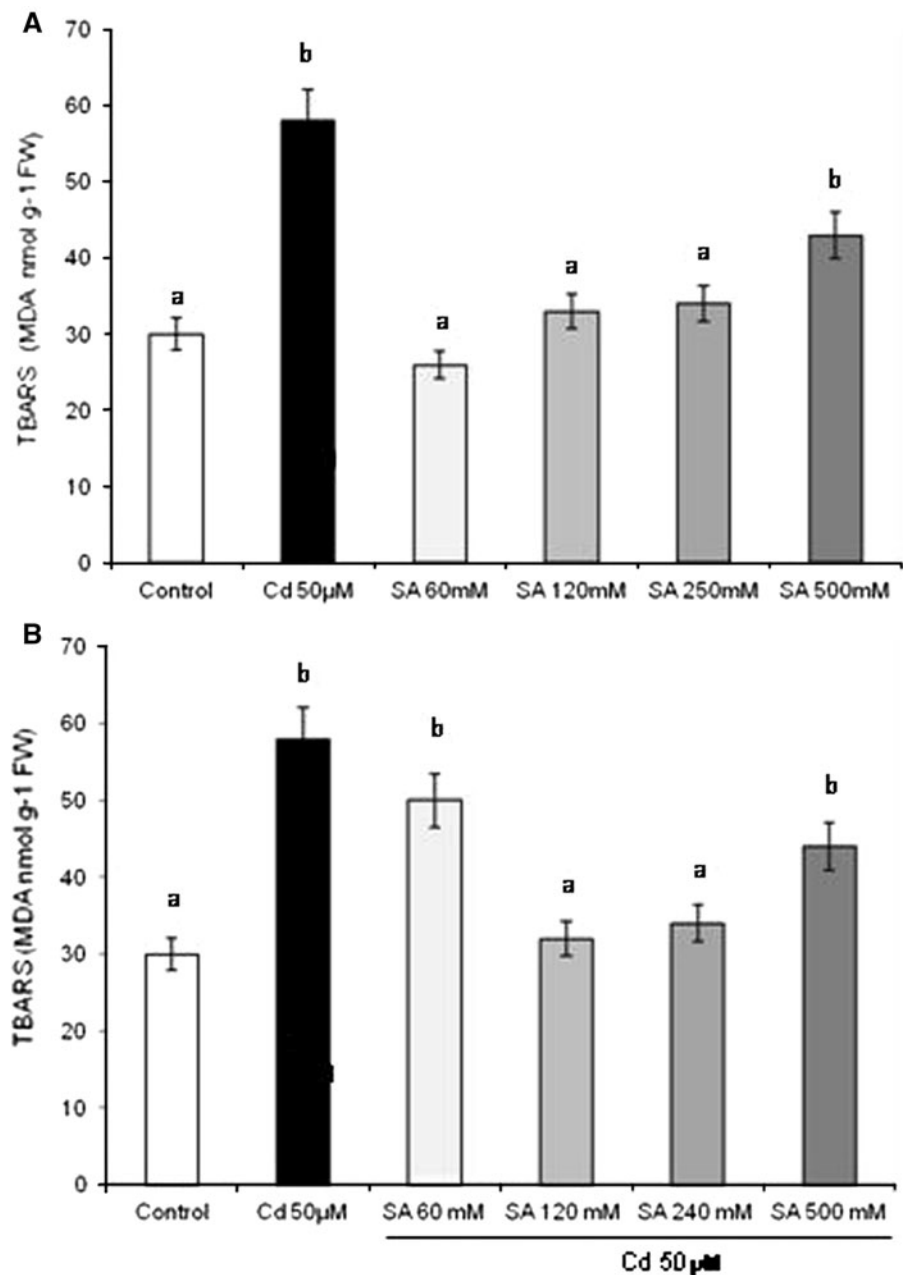 A
TBARS (MDA nmol g-1 FW)
70
60
50
40
30
20
10
0
a
b
a
a
a
b
Control
Cd 50µM
SA 60mM
SA 120mM
SA 250mM
SA 500mM
B
TBARS (MDA nmol g-1 FW)
70
60
50
40
30
20
10
0
a
b
b
a
a
b
Control
Cd 50µM
SA 60 mM
SA 120 mM
SA 240 mM
SA 500 mM
Cd 50 µM